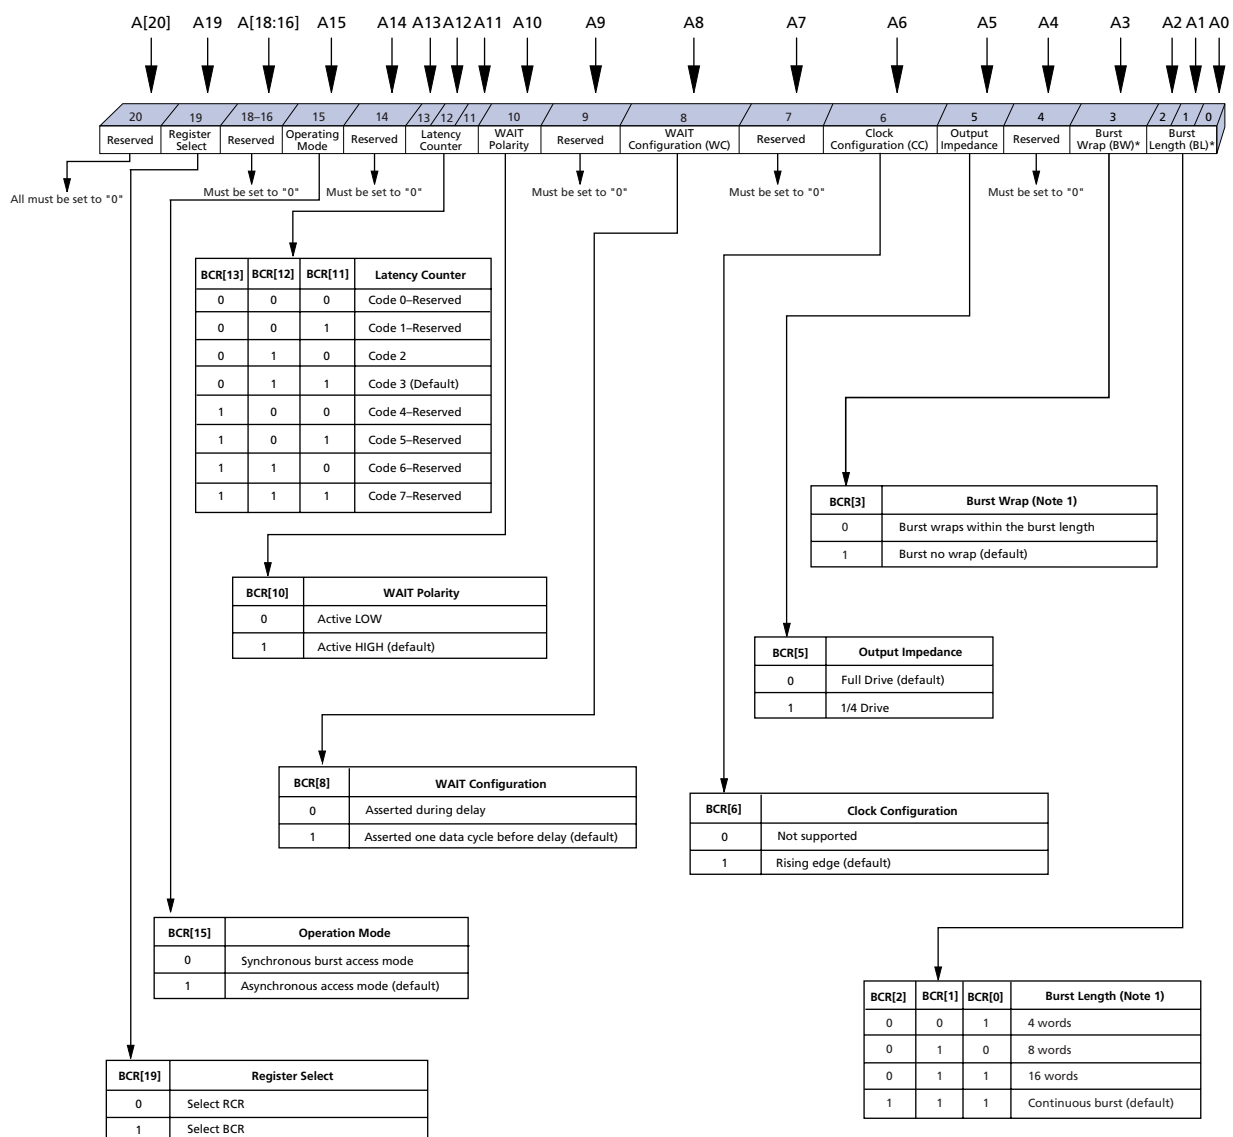 A[20] A19 A[18:16] A15 A14 A13 A12 A11 A10 A9 A8 A7 A6 A5 A4 A3 A2 A1 A0
20 19 18–16 15 14 13 12 11 10 9 8 7 6 5 4 3 2 1 0
Reserved Register Select Reserved Operating Mode Reserved Latency Counter WAIT Polarity Reserved WAIT Configuration (WC) Reserved Clock Configuration (CC) Output Impedance Reserved Burst Wrap (BW)* Burst Length (BL)*
All must be set to "0" Must be set to "0" Must be set to "0" Must be set to "0" Must be set to "0" Must be set to "0"
BCR[13] BCR[12] BCR[11] Latency Counter
0 0 0 Code 0–Reserved
0 0 1 Code 1–Reserved
0 1 0 Code 2
0 1 1 Code 3 (Default)
1 0 0 Code 4–Reserved
1 0 1 Code 5–Reserved
1 1 0 Code 6–Reserved
1 1 1 Code 7–Reserved
BCR[3] Burst Wrap (Note 1)
0 Burst wraps within the burst length
1 Burst no wrap (default)
BCR[10] WAIT Polarity
0 Active LOW
1 Active HIGH (default)
BCR[5] Output Impedance
0 Full Drive (default)
1 1/4 Drive
BCR[8] WAIT Configuration
0 Asserted during delay
1 Asserted one data cycle before delay (default)
BCR[6] Clock Configuration
0 Not supported
1 Rising edge (default)
BCR[15] Operation Mode
0 Synchronous burst access mode
1 Asynchronous access mode (default)
BCR[2] BCR[1] BCR[0] Burst Length (Note 1)
0 0 1 4 words
0 1 0 8 words
0 1 1 16 words
1 1 1 Continuous burst (default)
BCR[19] Register Select
0 Select RCR
1 Select BCR